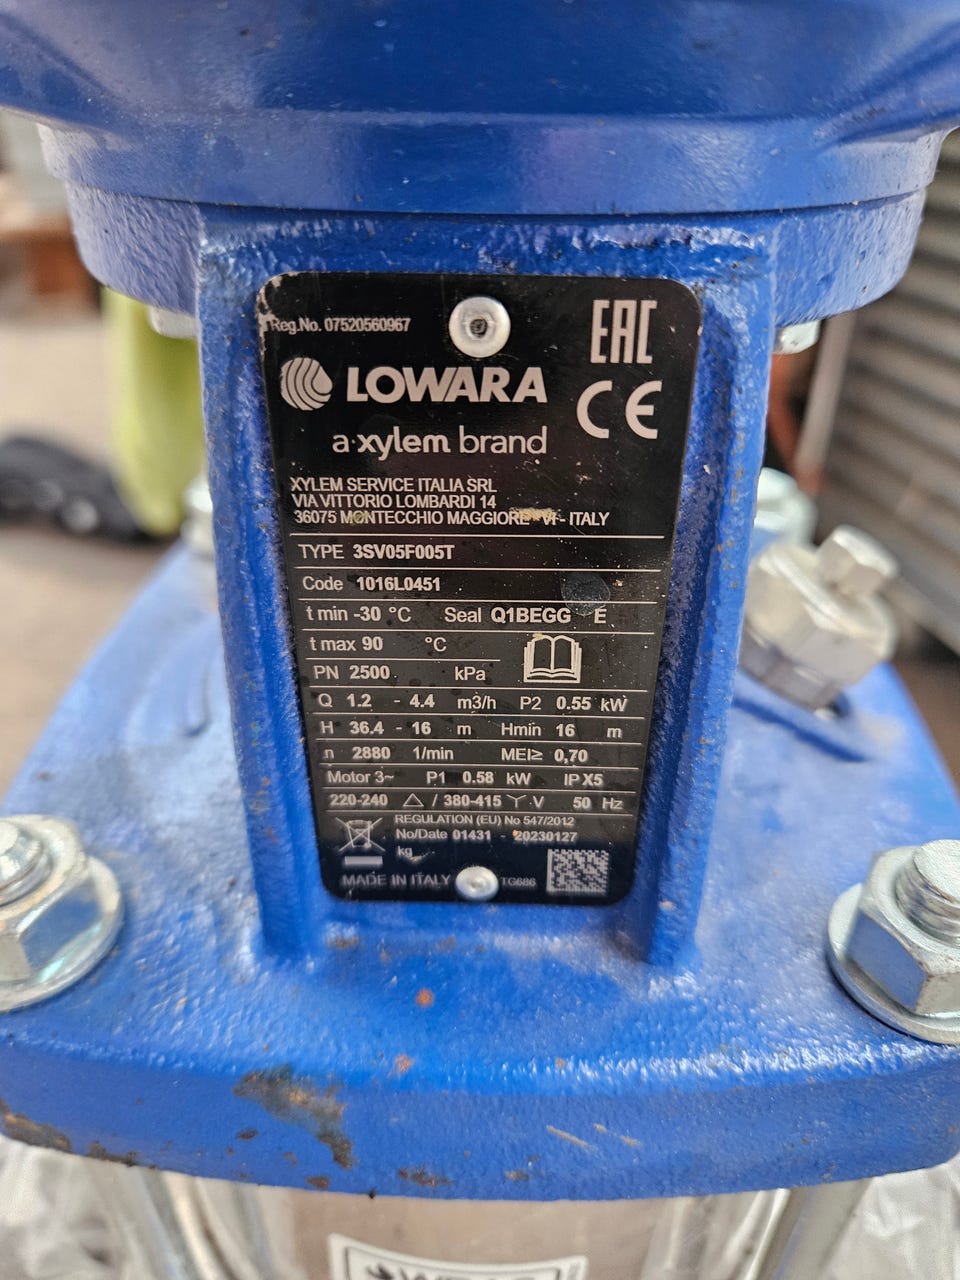 Reg.No. 07520560967
EAC
LOWARA
CE
a xylem brand
XYLEM SERVICE ITALIA SRL
VIA VITTORIO LOMBARDI 14
36075 MONTECCHIO MAGGIORE - VI - ITALY
TYPE 3SV05F005T
Code 1016L0451
t min -30 °C Seal Q1BEGG E
t max 90 °C
PN 2500 kPa
Q 1.2 - 4.4 m3/h P2 0.55 kW
H 36.4 - 16 m Hmin 16 m
n 2880 1/min MEI≥ 0,70
Motor 3~ P1 0.58 kW IP X5
220-240 △ / 380-415 Y V 50 Hz
REGULATION (EU) No 547/2012
No/Date 01431 - 20230127
kg
MADE IN ITALY TG686